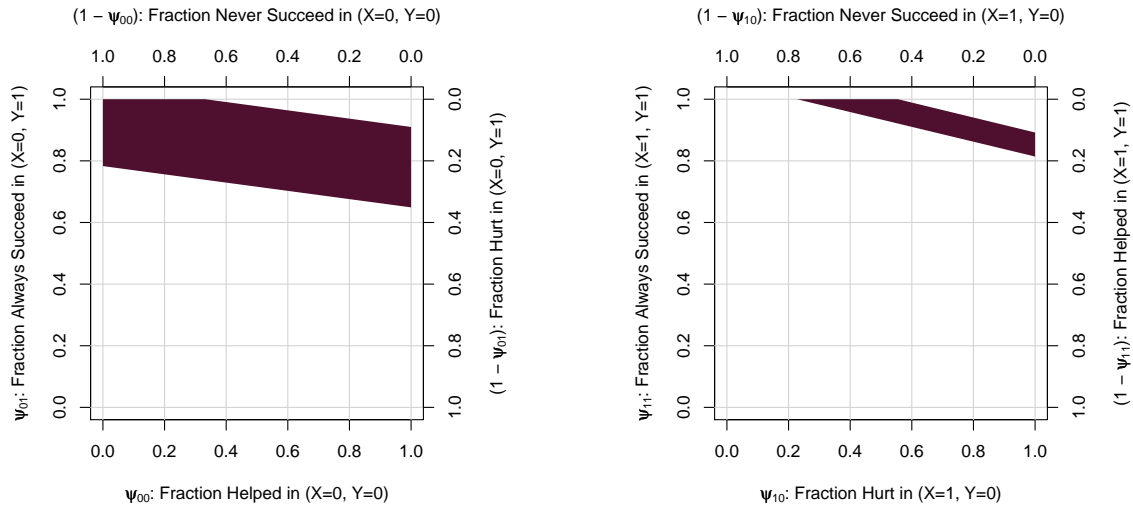 (1 − ψ00): Fraction Never Succeed in (X=0, Y=0)
1.0 0.8 0.6 0.4 0.2 0.0
ψ01: Fraction Always Succeed in (X=0, Y=1)
1.0 0.8 0.6 0.4 0.2 0.0
0.0 0.2 0.4 0.6 0.8 1.0
(1 − ψ01): Fraction Hurt in (X=0, Y=1)
0.0 0.2 0.4 0.6 0.8 1.0
ψ00: Fraction Helped in (X=0, Y=0)
(1 − ψ10): Fraction Never Succeed in (X=1, Y=0)
1.0 0.8 0.6 0.4 0.2 0.0
ψ11: Fraction Always Succeed in (X=1, Y=1)
1.0 0.8 0.6 0.4 0.2 0.0
0.0 0.2 0.4 0.6 0.8 1.0
(1 − ψ11): Fraction Helped in (X=1, Y=1)
0.0 0.2 0.4 0.6 0.8 1.0
ψ10: Fraction Hurt in (X=1, Y=0)